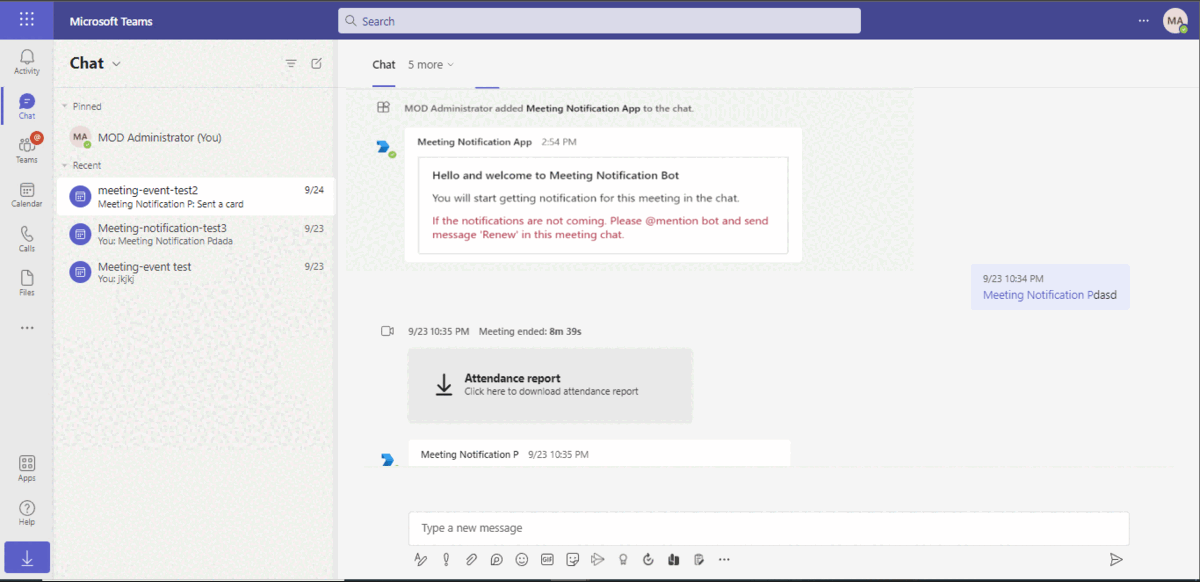 Microsoft Teams
Search
MA
Activity
Chat
Teams
Calendar
Calls
Files
Apps
Help
Chat
Pinned
MA MOD Administrator (You)
Recent
meeting-event-test2 9/24
Meeting Notification P: Sent a card
Meeting-notification-test3 9/23
You: Meeting Notification Pdada
Meeting-event test 9/23
You: jkjkj
Chat 5 more
MOD Administrator added Meeting Notification App to the chat.
Meeting Notification App 2:54 PM
Hello and welcome to Meeting Notification Bot
You will start getting notification for this meeting in the chat.
If the notifications are not coming. Please @mention bot and send
message 'Renew' in this meeting chat.
9/23 10:34 PM
Meeting Notification Pdasd
9/23 10:35 PM Meeting ended: 8m 39s
Attendance report
Click here to download attendance report
Meeting Notification P 9/23 10:35 PM
Type a new message
GIF